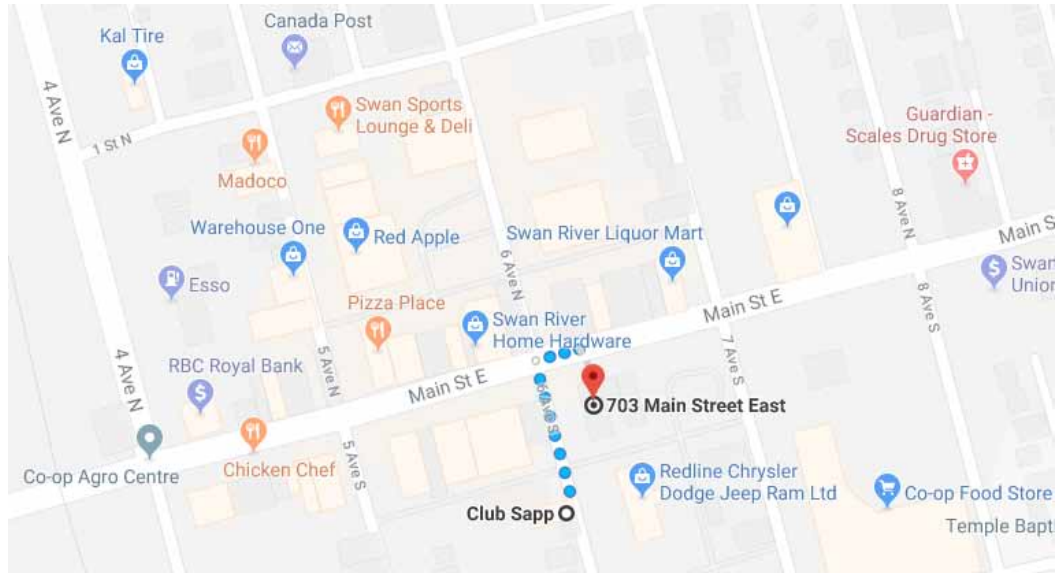 Canada Post
Kal Tire
4 Ave N
1 St N
Swan Sports
Lounge & Deli
Madoco
Guardian -
Scales Drug Store
8 Ave N
Main S
Warehouse One
Red Apple
Swan River Liquor Mart
6 Ave N
Esso
Swan
Union
Pizza Place
Swan River
Home Hardware
Main St E
8 Ave S
5 Ave N
7 Ave S
4 Ave N
RBC Royal Bank
Main St E
6 Ave S
703 Main Street East
Co-op Agro Centre
Chicken Chef
5 Ave S
Redline Chrysler
Dodge Jeep Ram Ltd
Co-op Food Store
Club Sapp
Temple Bapt